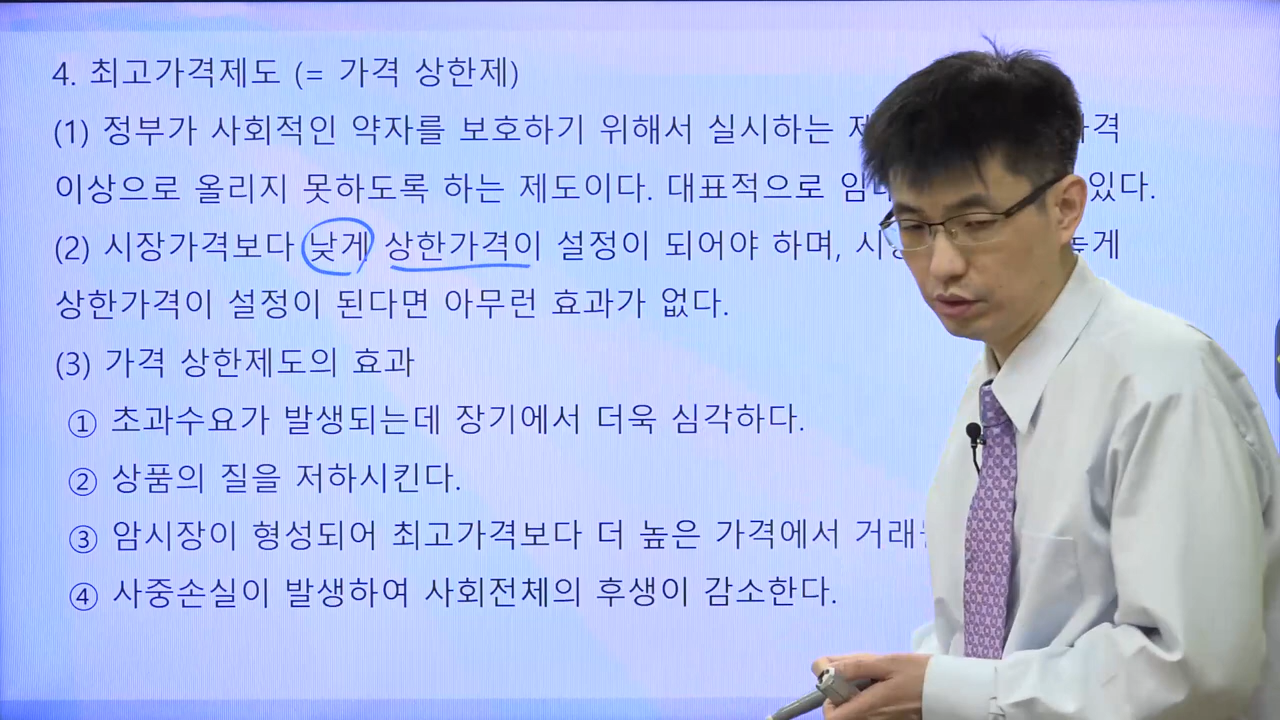 4. 최고가격제도 (= 가격 상한제)
(1) 정부가 사회적인 약자를 보호하기 위해서 실시하는
이상으로 올리지 못하도록 하는 제도이다. 대표적으로 있다.
(2) 시장가격보다 낮게 상한가격이 설정이 되어야 하며,
상한가격이 설정이 된다면 아무런 효과가 없다.
(3) 가격 상한제도의 효과
① 초과수요가 발생되는데 장기에서 더욱 심각하다.
② 상품의 질을 저하시킨다.
③ 암시장이 형성되어 최고가격보다 더 높은 가격에서
④ 사중손실이 발생하여 사회전체의 후생이 감소한다.